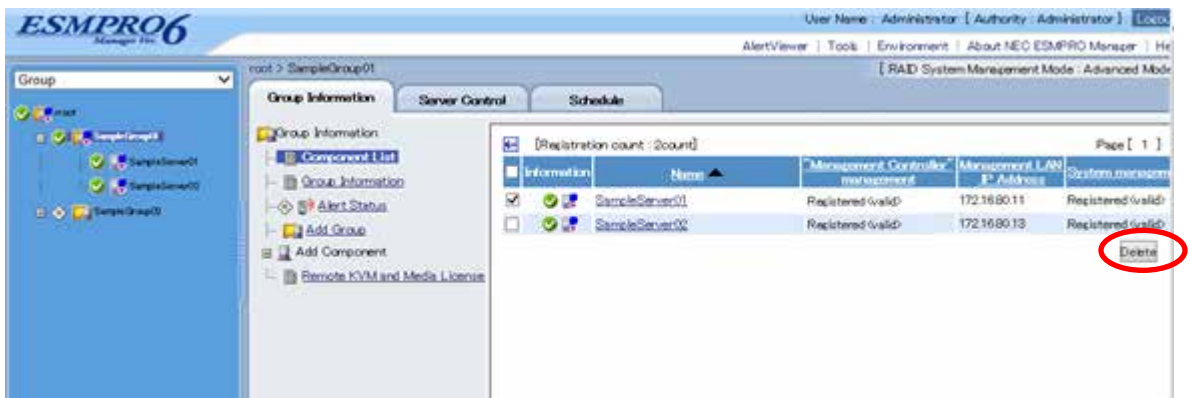 ESMPRO6
User Name : Administrator [ Authority : Administrator ]
AlertViewer | Tools | Environment | About NEC ESMPRO Manager |
Group
root > SampleGroup01
[ RAID System Management Mode : Advanced Mode
Group Information Server Control Schedule
root
SampleGroup01
SampleServer01
SampleServer02
Group Information
Component List
Group Information
Alert Status
Add Group
Add Component
Remote KVM and Media License
[Registration count : 2count] Page [ 1 ]
Information Name "Management Controller" management Management LAN IP Address System managem
SampleServer01 Registered (valid) 172.16.80.11 Registered (valid)
SampleServer02 Registered (valid) 172.16.80.13 Registered (valid)
Delete